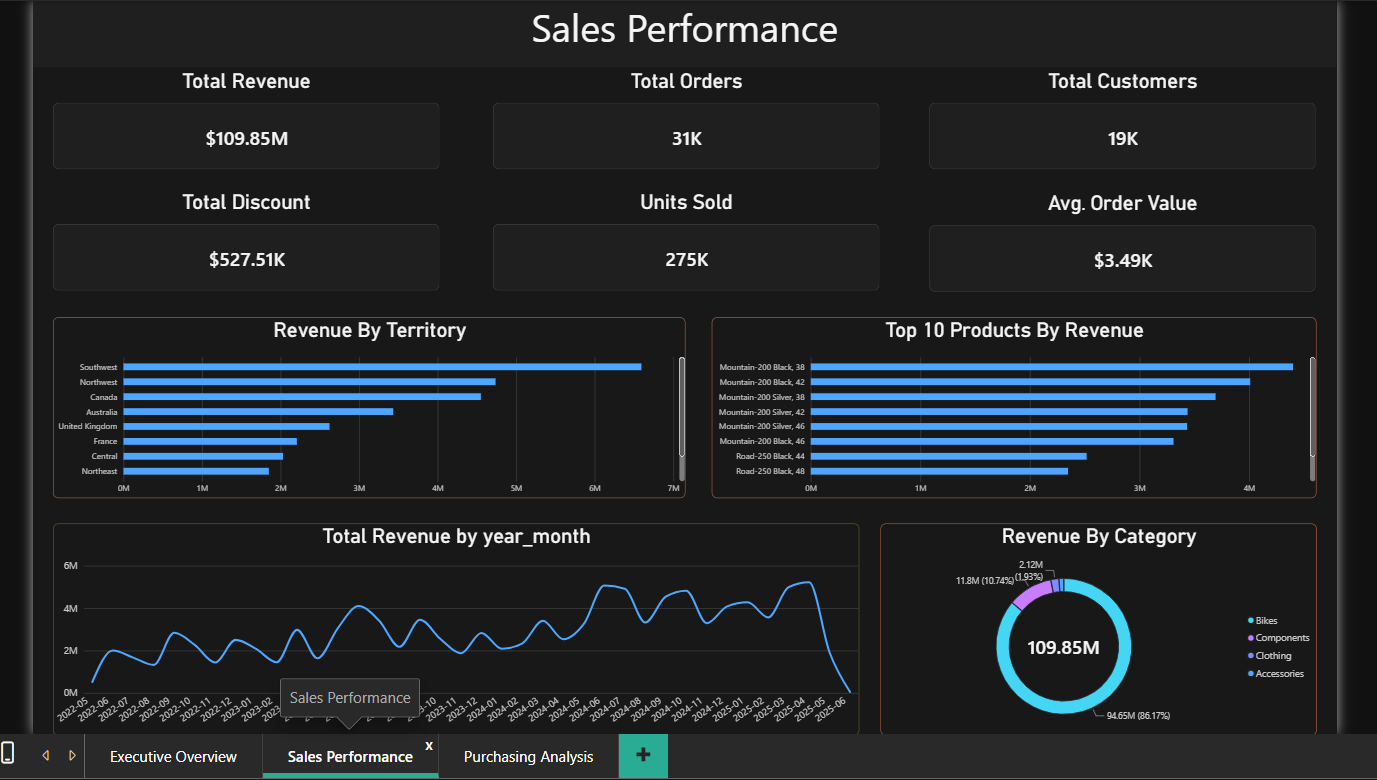 Sales Performance
Total Revenue
Total Orders
Total Customers
$109.85M
31K
19K
Total Discount
Units Sold
Avg. Order Value
$527.51K
275K
$3.49K
Revenue By Territory
Southwest
Northwest
Canada
Australia
United Kingdom
France
Central
Northeast
0M 1M 2M 3M 4M 5M 6M 7M
Top 10 Products By Revenue
Mountain-200 Black, 38
Mountain-200 Black, 42
Mountain-200 Silver, 38
Mountain-200 Silver, 42
Mountain-200 Silver, 46
Mountain-200 Black, 46
Road-250 Black, 44
Road-250 Black, 48
0M 1M 2M 3M 4M
Total Revenue by year_month
6M
4M
2M
0M
2022-05 2022-06 2022-07 2022-08 2022-09 2022-10 2022-11 2022-12 2023-01 2023-02 2023-11 2023-12 2024-01 2024-02 2024-03 2024-04 2024-05 2024-06 2024-07 2024-08 2024-09 2024-10 2024-11 2024-12 2025-01 2025-02 2025-03 2025-04 2025-05 2025-06
Sales Performance
Revenue By Category
2.12M
(1.93%)
11.8M (10.74%)
109.85M
94.65M (86.17%)
Bikes
Components
Clothing
Accessories
Executive Overview
Sales Performance
x
Purchasing Analysis
+